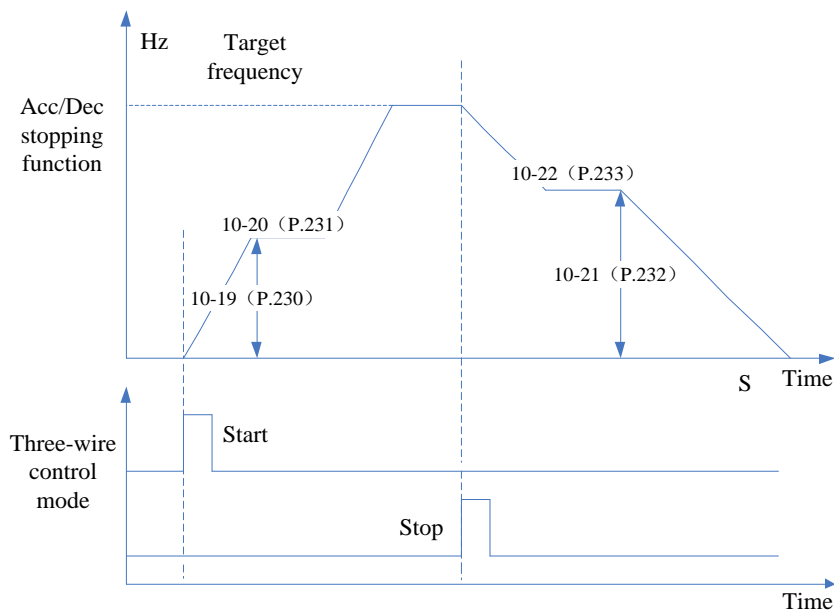 Hz
Target
frequency
Acc/Dec
stopping
function
10-22（P.233）
10-20（P.231）
10-21（P.232）
10-19（P.230）
S
Time
Start
Three-wire
control
mode
Stop
Time